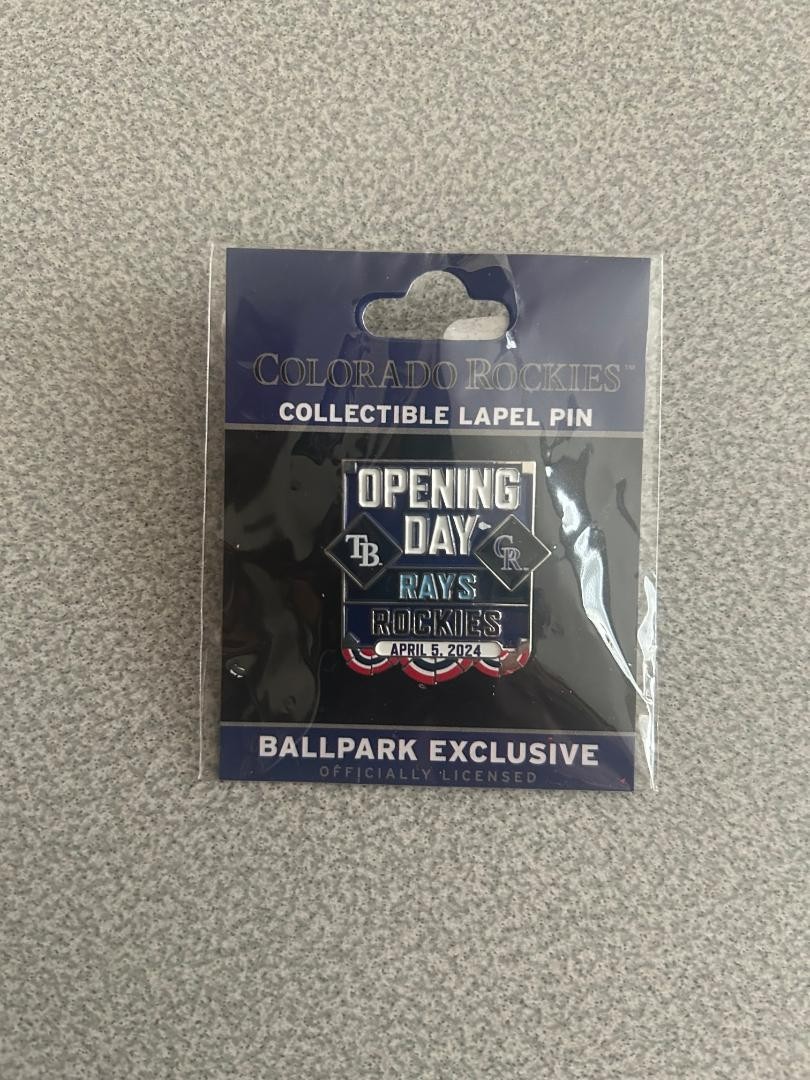 COLORADO ROCKIES™
COLLECTIBLE LAPEL PIN
OPENING
DAY
TB
CR
RAYS
ROCKIES
APRIL 5, 2024
BALLPARK EXCLUSIVE
OFFICIALLY LICENSED